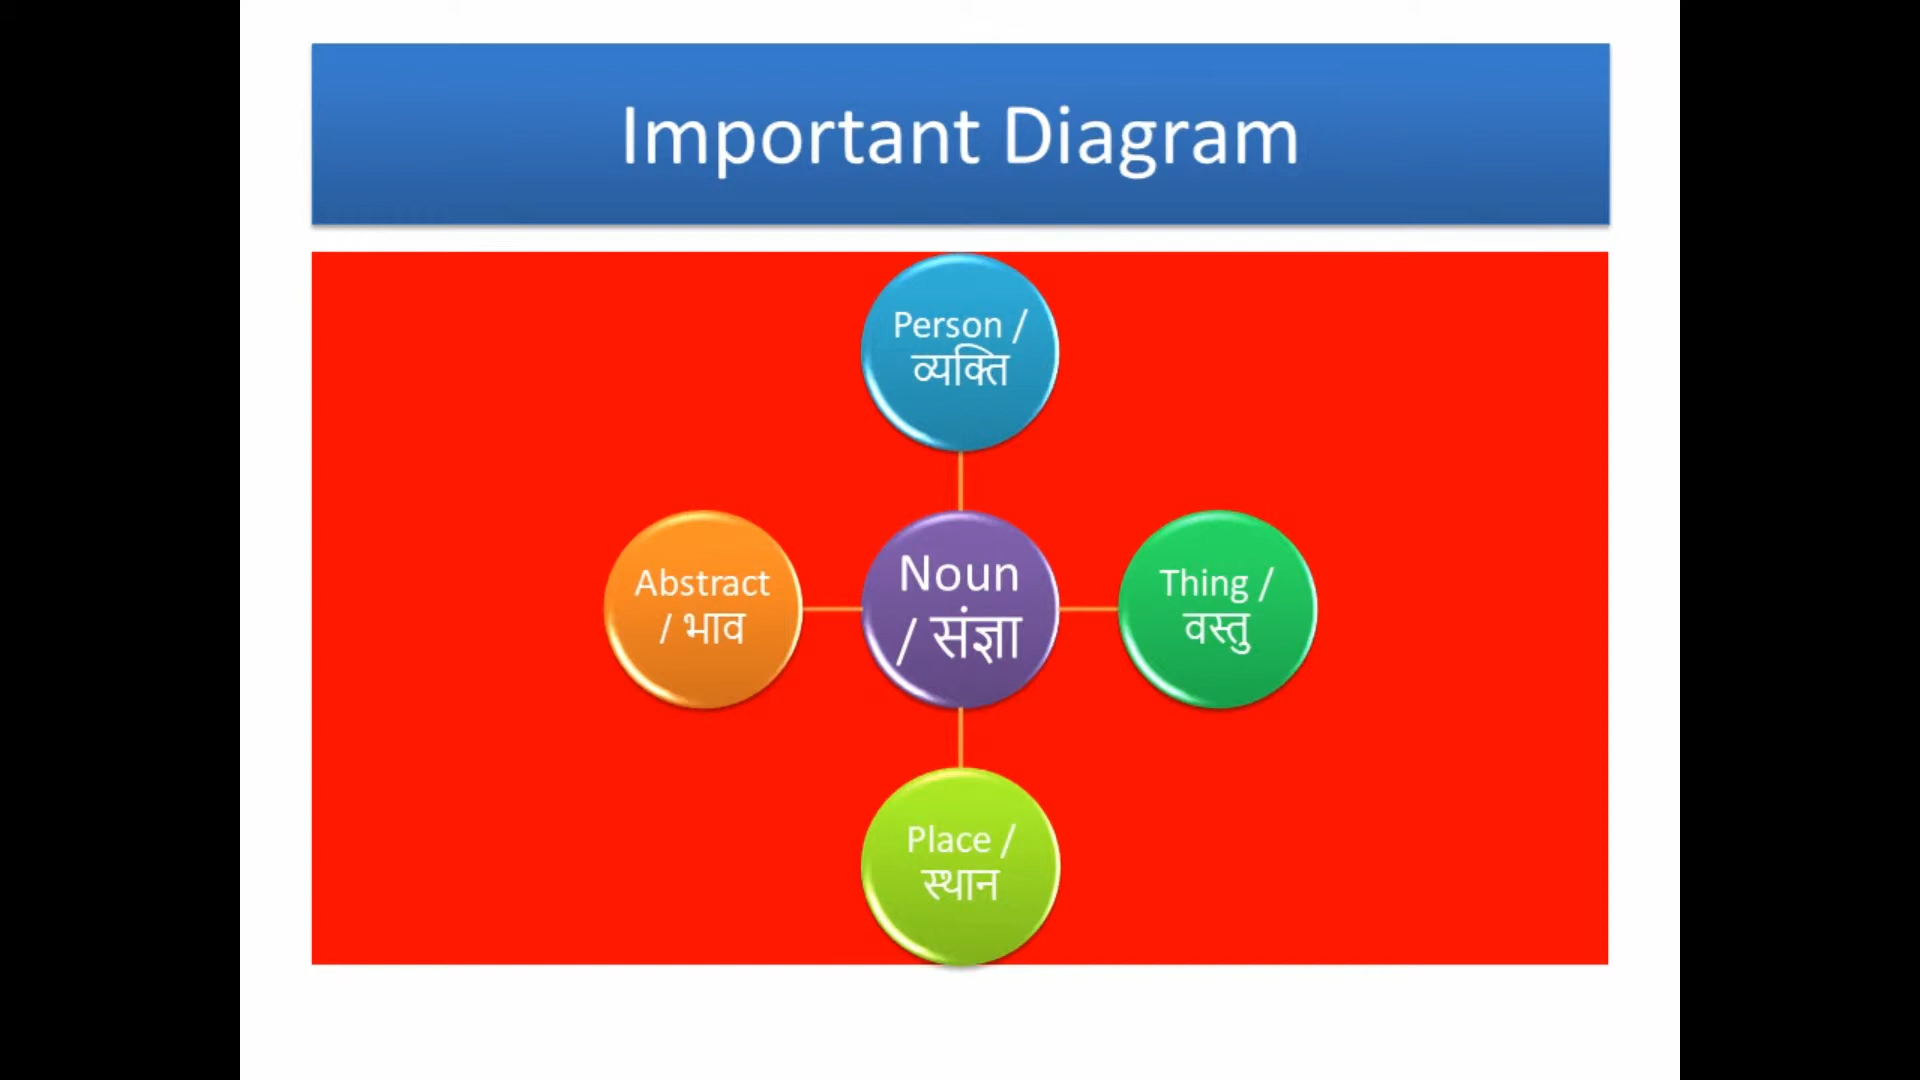 Important Diagram
Person /
व्यक्ति
Abstract
/ भाव
Noun
/ संज्ञा
Thing /
वस्तु
Place /
स्थान